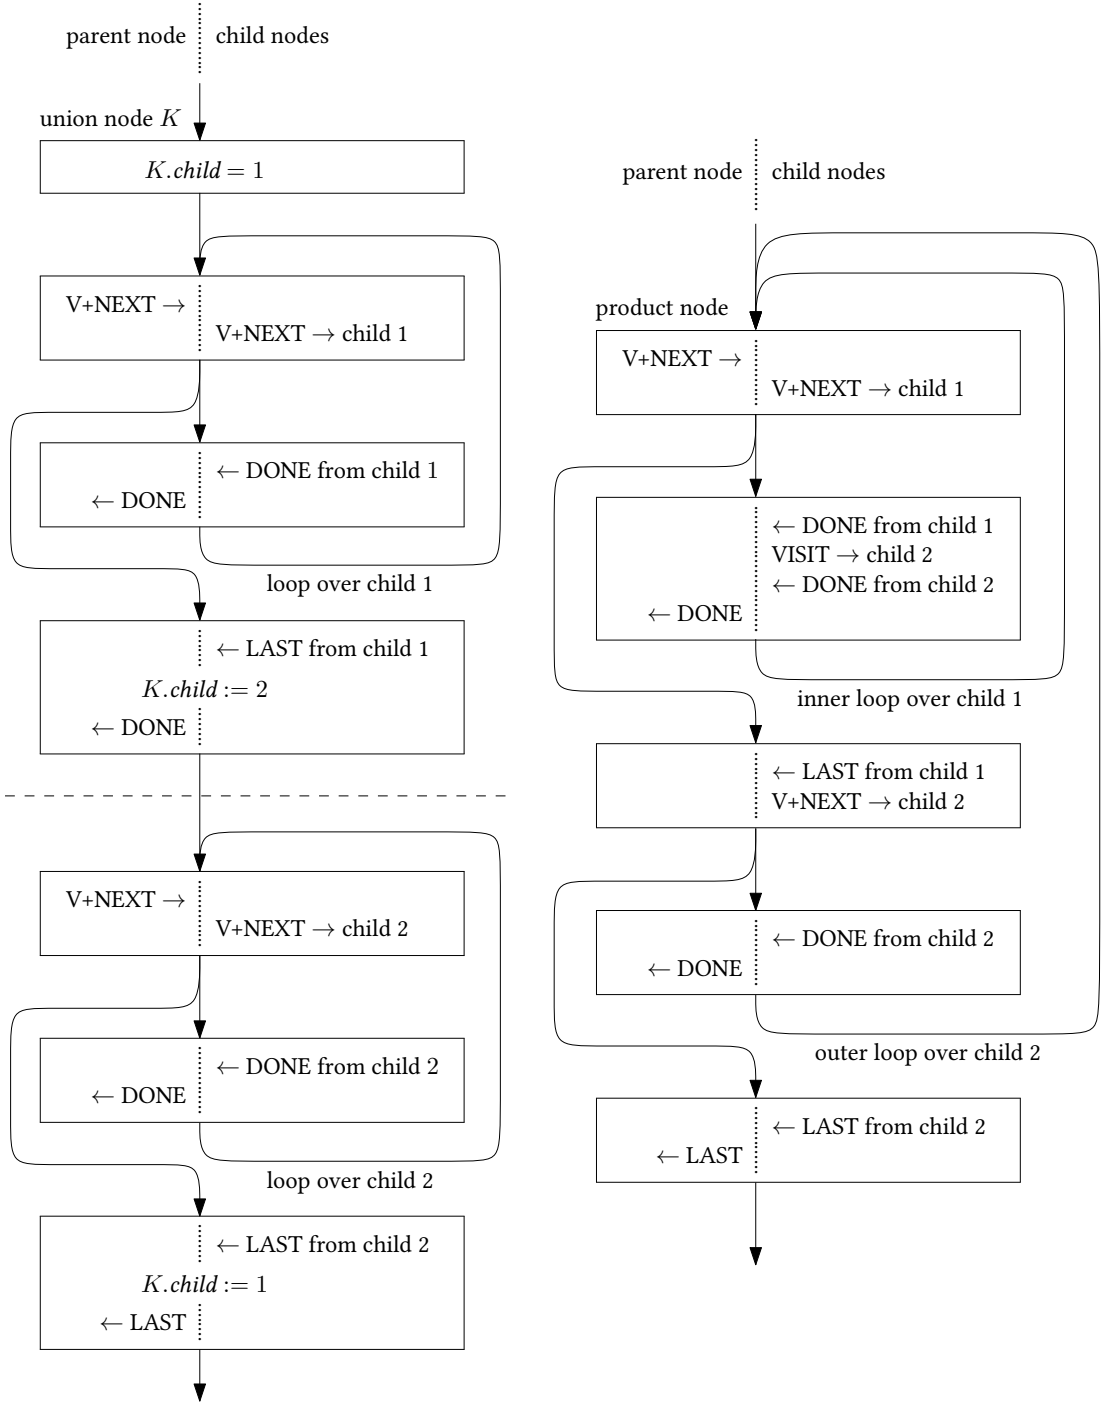 parent node child nodes
union node K
K.child = 1
V+NEXT →
V+NEXT → child 1
← DONE from child 1
← DONE
loop over child 1
← LAST from child 1
K.child := 2
← DONE
V+NEXT →
V+NEXT → child 2
← DONE from child 2
← DONE
loop over child 2
← LAST from child 2
K.child := 1
← LAST
parent node child nodes
product node
V+NEXT →
V+NEXT → child 1
← DONE from child 1
VISIT → child 2
← DONE from child 2
← DONE
inner loop over child 1
← LAST from child 1
V+NEXT → child 2
← DONE from child 2
← DONE
outer loop over child 2
← LAST from child 2
← LAST